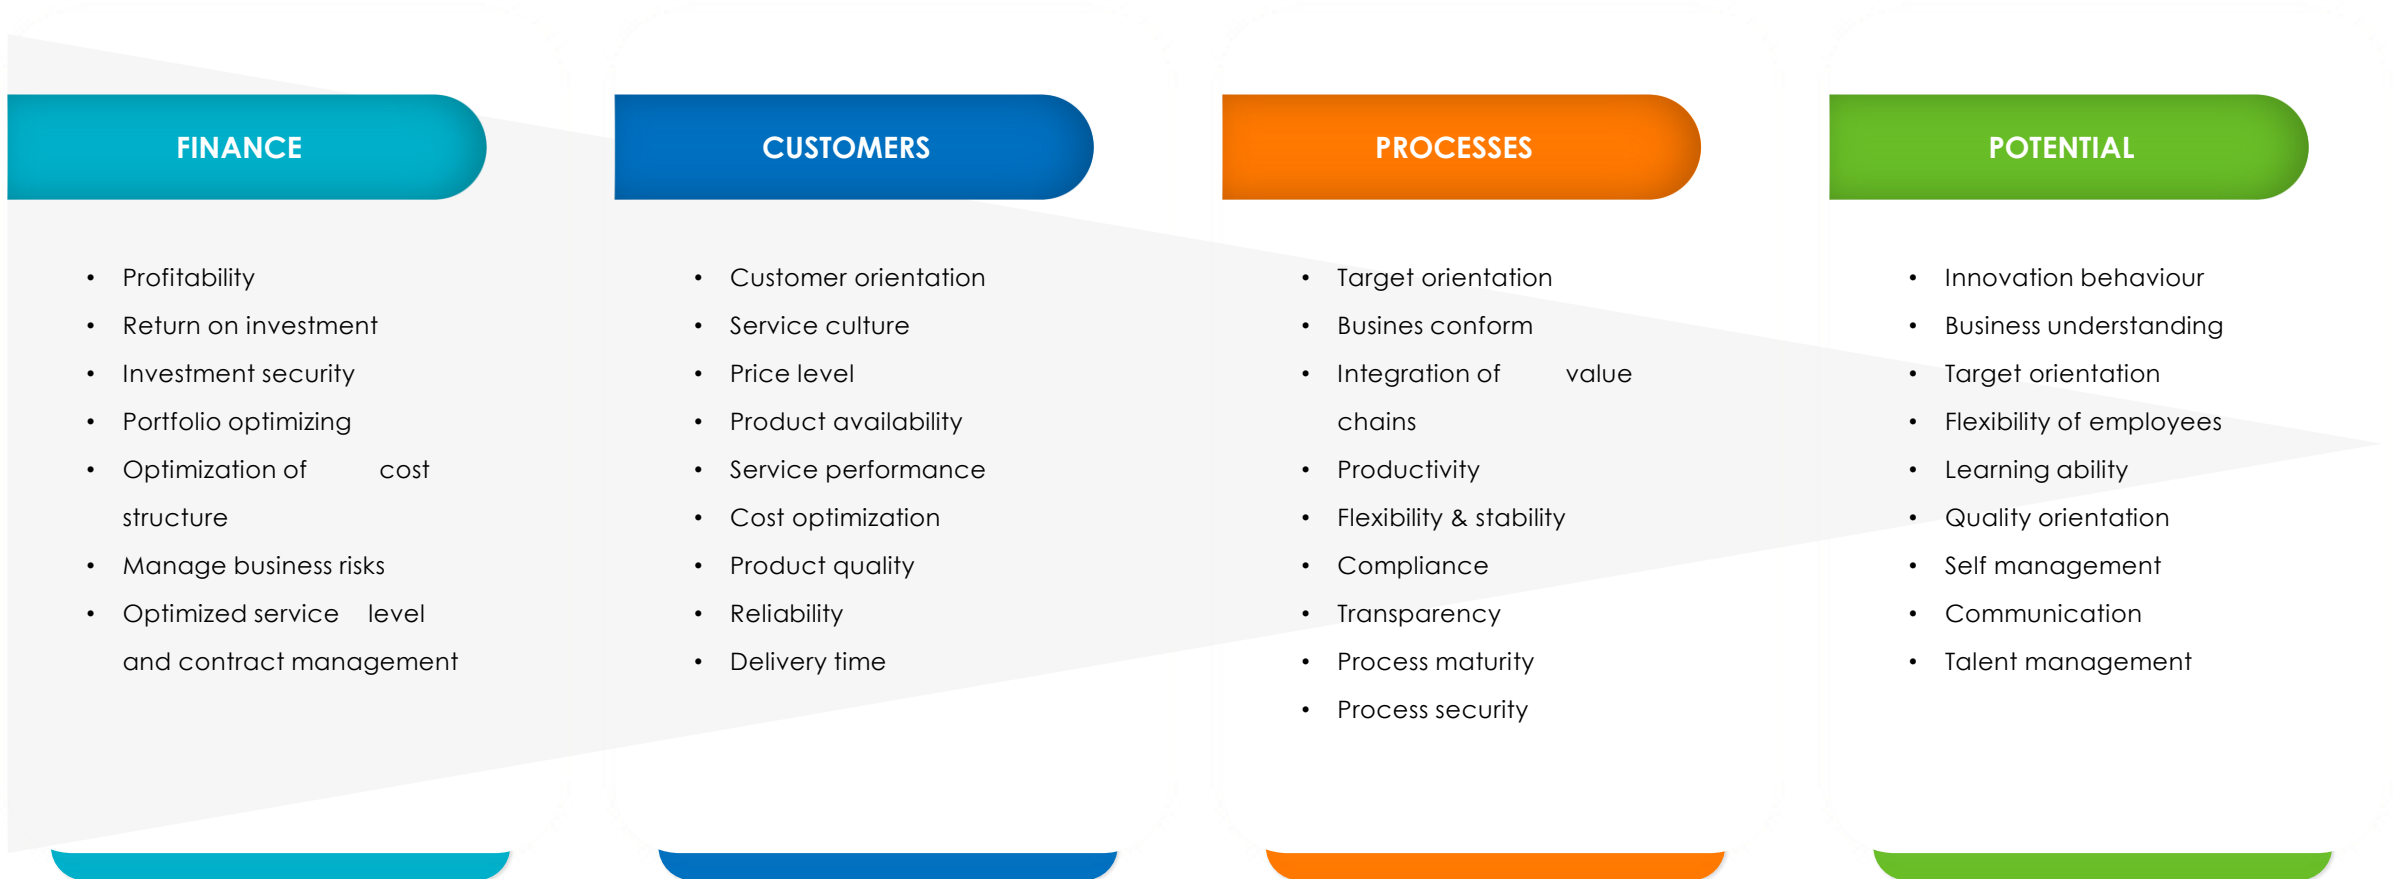 FINANCE
• Profitability
• Return on investment
• Investment security
• Portfolio optimizing
• Optimization of cost
structure
• Manage business risks
• Optimized service level
and contract management
CUSTOMERS
• Customer orientation
• Service culture
• Price level
• Product availability
• Service performance
• Cost optimization
• Product quality
• Reliability
• Delivery time
PROCESSES
• Target orientation
• Busines conform
• Integration of value
chains
• Productivity
• Flexibility & stability
• Compliance
• Transparency
• Process maturity
• Process security
POTENTIAL
• Innovation behaviour
• Business understanding
• Target orientation
• Flexibility of employees
• Learning ability
• Quality orientation
• Self management
• Communication
• Talent management